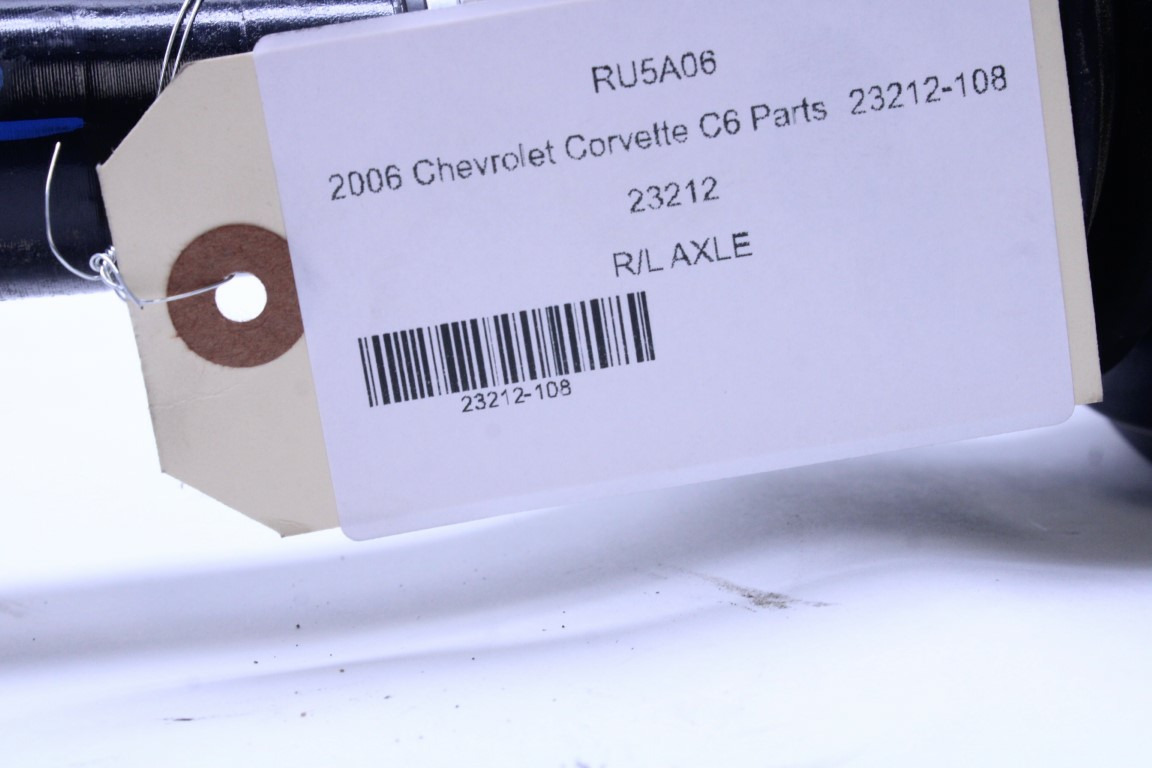 RU5A06
2006 Chevrolet Corvette C6 Parts 23212-108
23212
R/L AXLE
23212-108